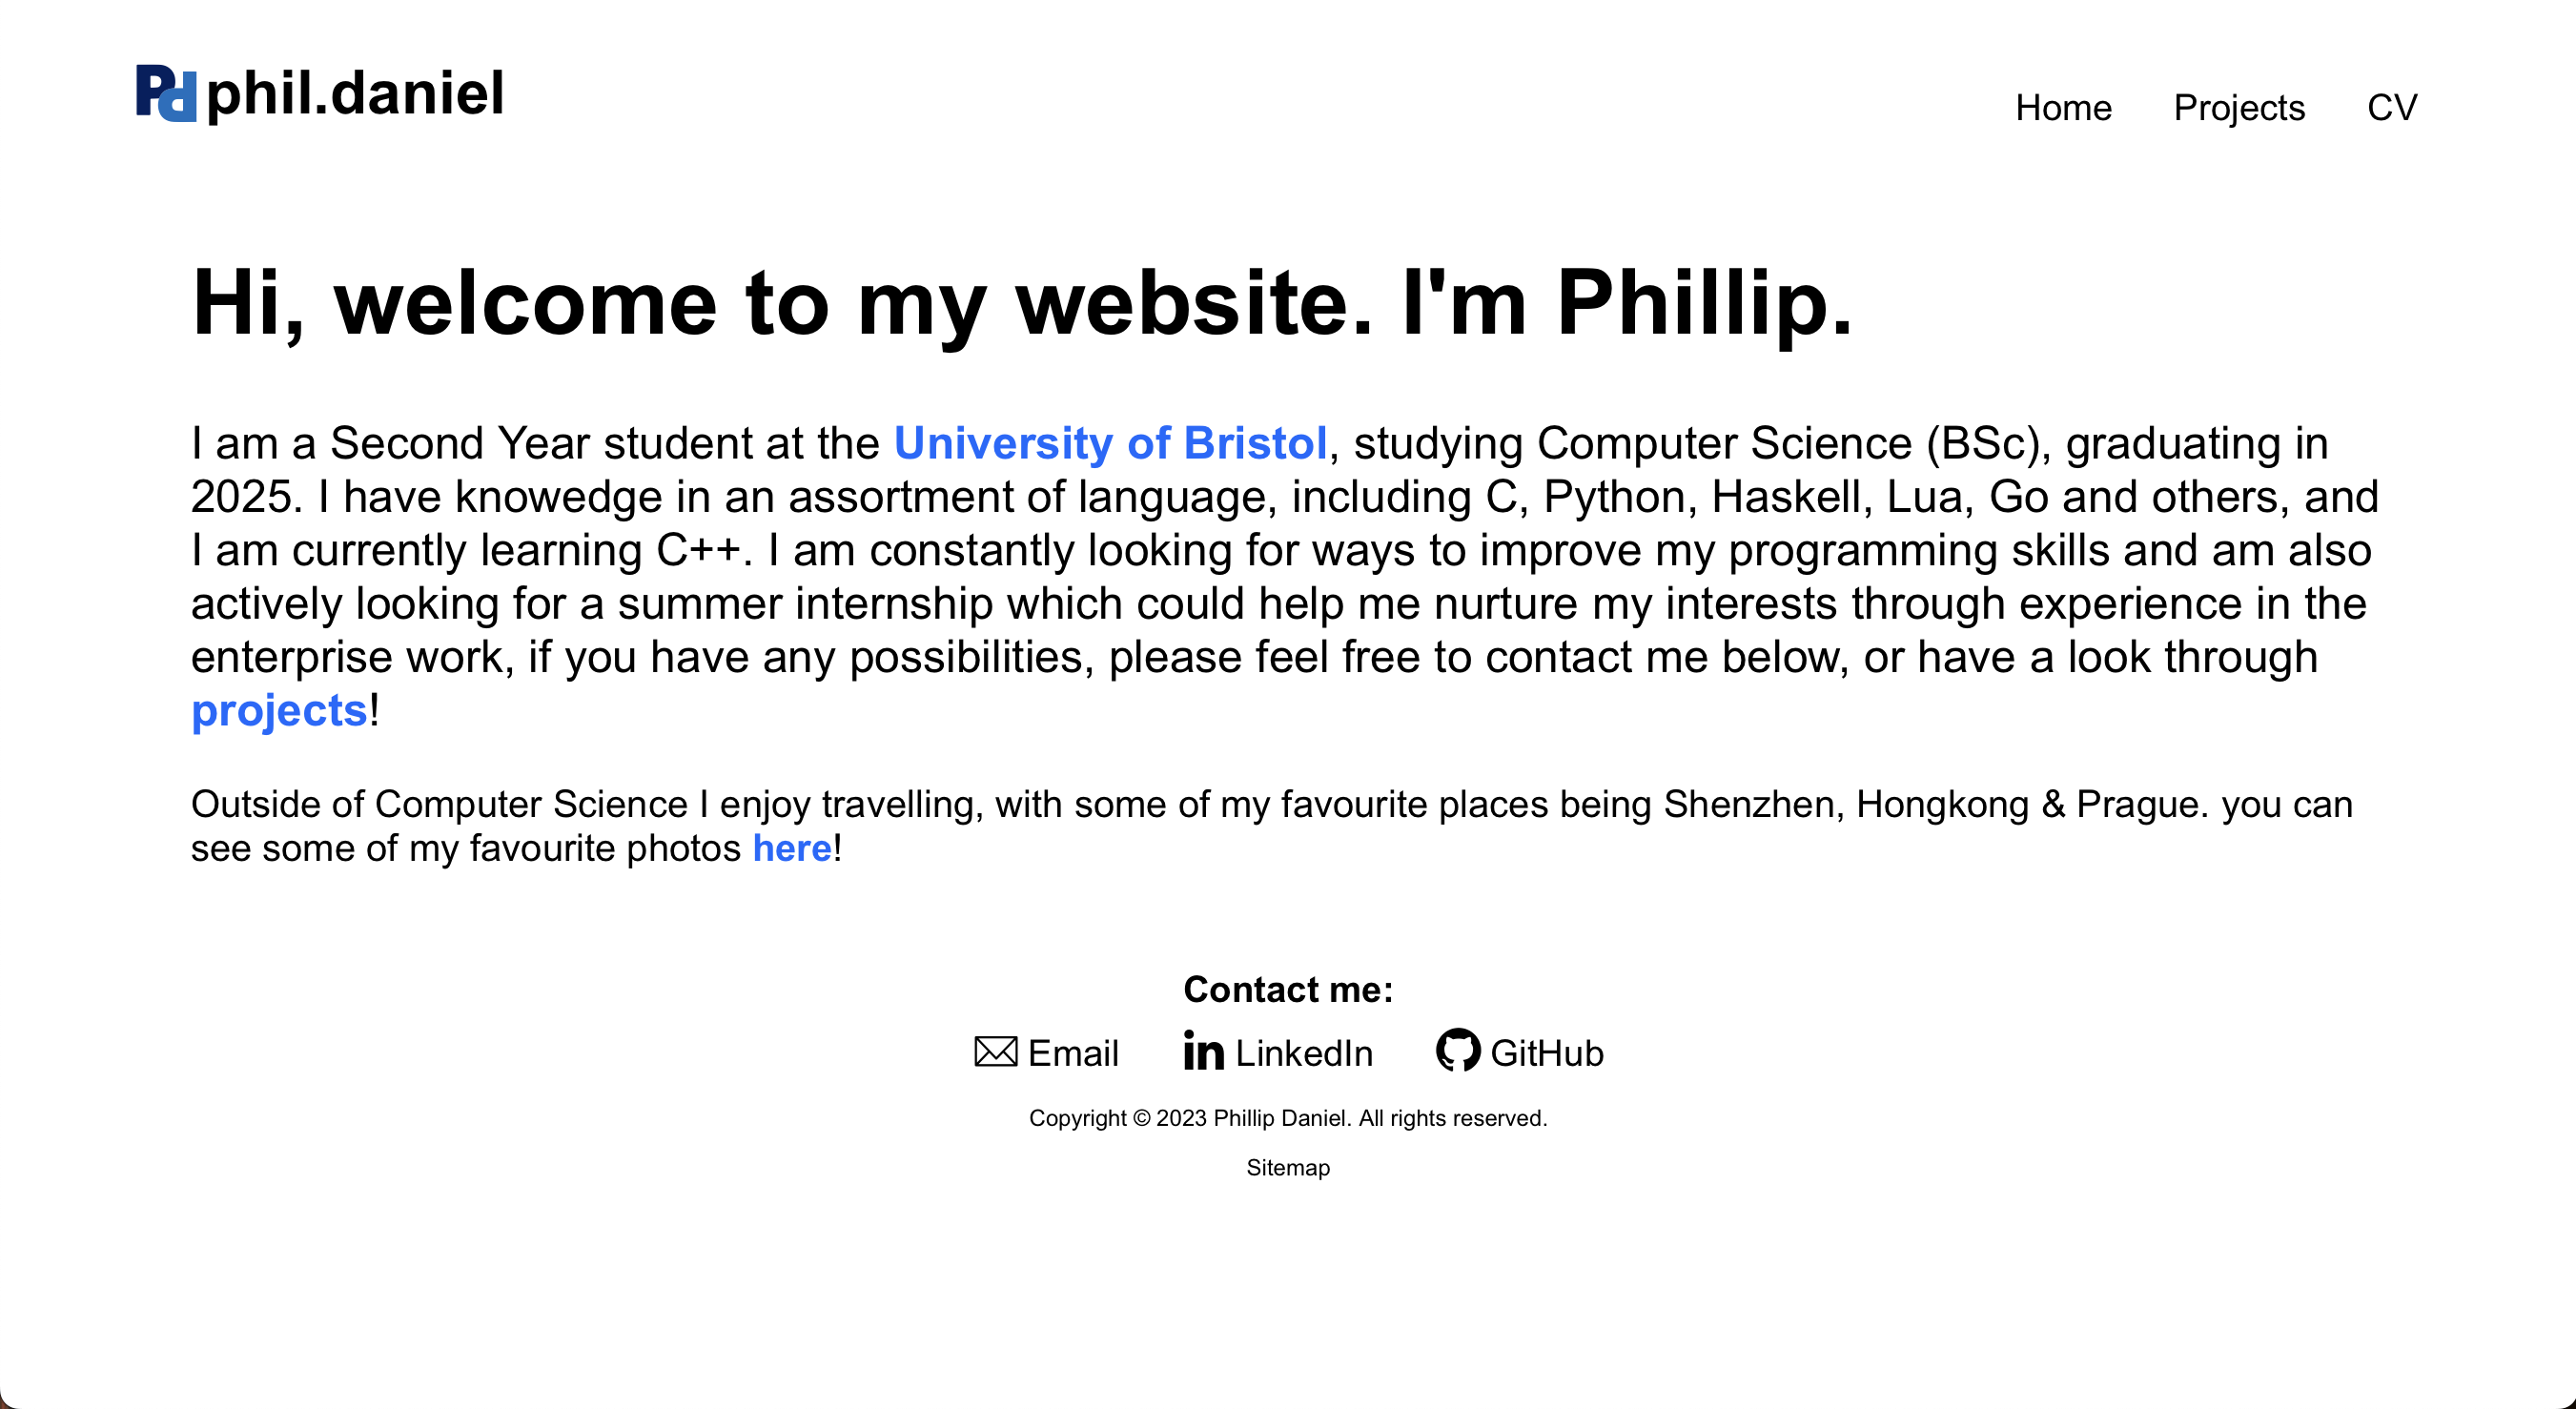 Pd phil.daniel
Home Projects CV
Hi, welcome to my website. I'm Phillip.
I am a Second Year student at the University of Bristol, studying Computer Science (BSc), graduating in
2025. I have knowedge in an assortment of language, including C, Python, Haskell, Lua, Go and others, and
I am currently learning C++. I am constantly looking for ways to improve my programming skills and am also
actively looking for a summer internship which could help me nurture my interests through experience in the
enterprise work, if you have any possibilities, please feel free to contact me below, or have a look through
projects!
Outside of Computer Science I enjoy travelling, with some of my favourite places being Shenzhen, Hongkong & Prague. you can
see some of my favourite photos here!
Contact me:
Email in LinkedIn GitHub
Copyright © 2023 Phillip Daniel. All rights reserved.
Sitemap